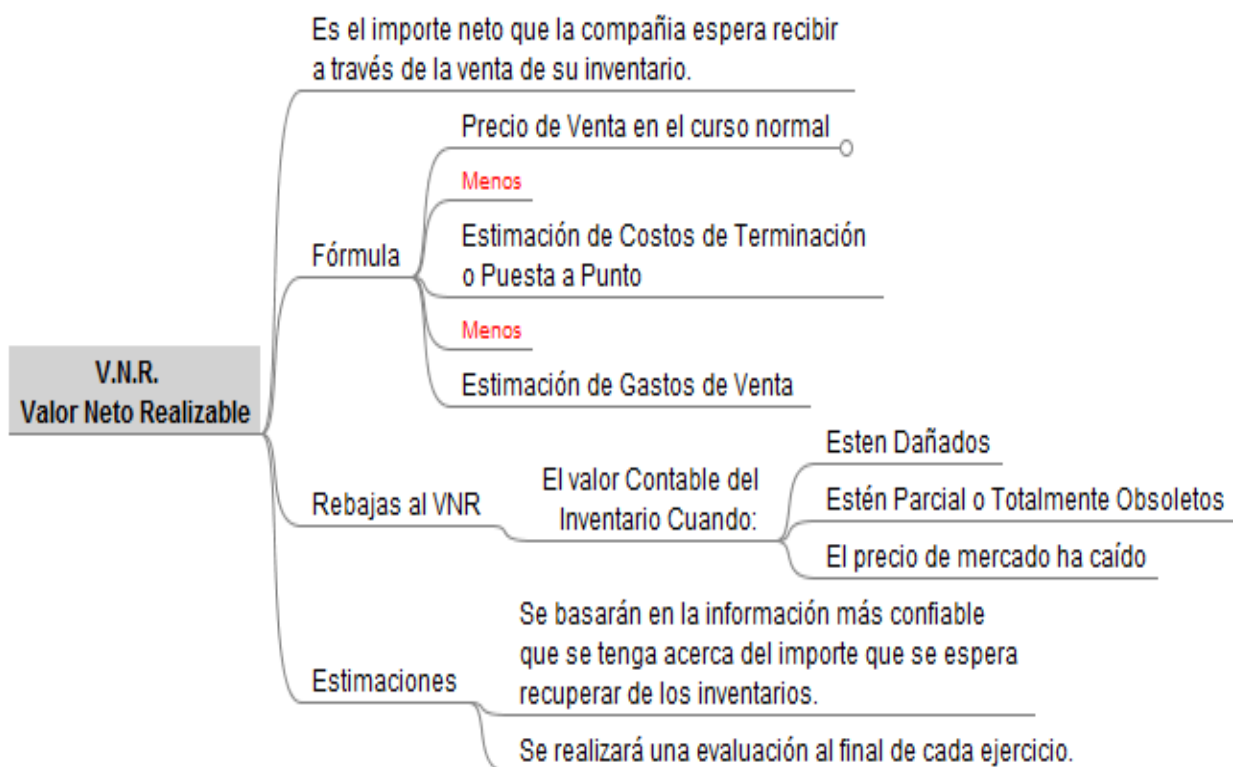 Es el importe neto que la compañia espera recibir
a través de la venta de su inventario.
Precio de Venta en el curso normal
Menos
Fórmula
Estimación de Costos de Terminación
o Puesta a Punto
Menos
Estimación de Gastos de Venta
V.N.R.
Valor Neto Realizable
Rebajas al VNR
El valor Contable del
Inventario Cuando:
Esten Dañados
Estén Parcial o Totalmente Obsoletos
El precio de mercado ha caído
Estimaciones
Se basarán en la información más confiable
que se tenga acerca del importe que se espera
recuperar de los inventarios.
Se realizará una evaluación al final de cada ejercicio.